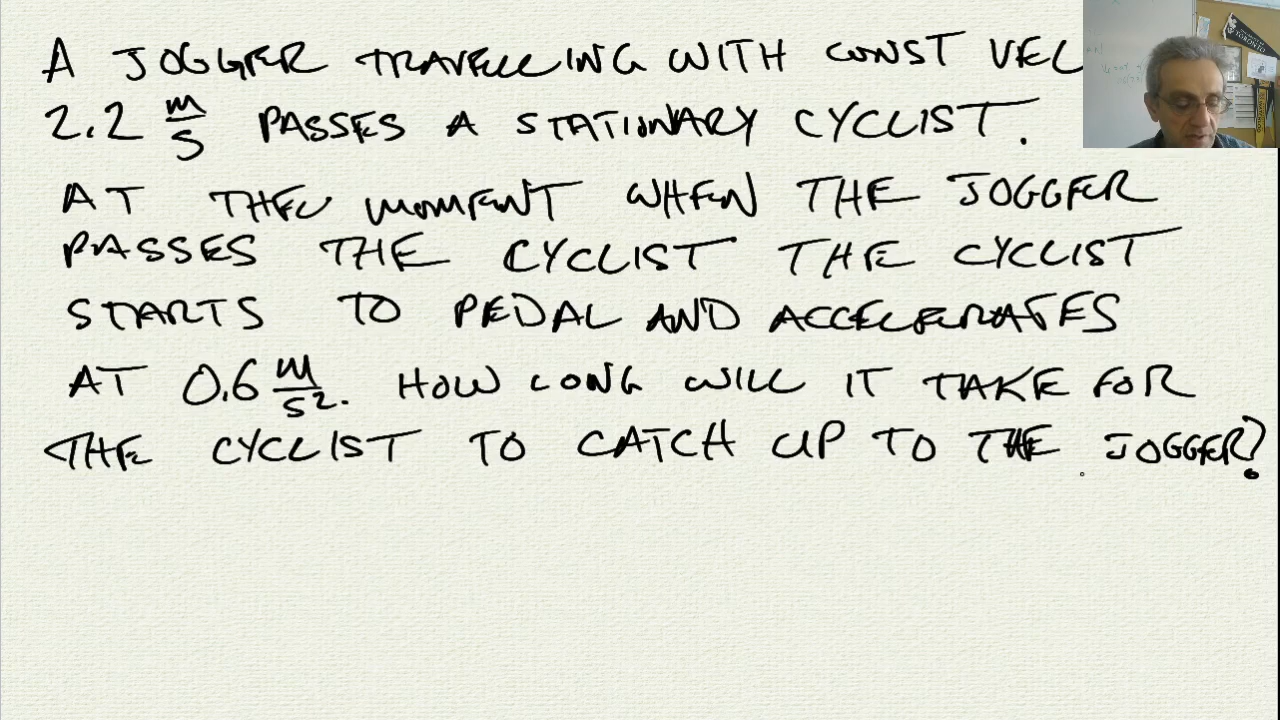 A JOGGER TRAVELLING WITH CONST VEL
2.2 m/s PASSES A STATIONARY CYCLIST.
AT THE MOMENT WHEN THE JOGGER
PASSES THE CYCLIST THE CYCLIST
STARTS TO PEDAL AND ACCELERATES
AT 0.6 m/s². HOW LONG WILL IT TAKE FOR
THE CYCLIST TO CATCH UP TO THE JOGGER?
TORONTO